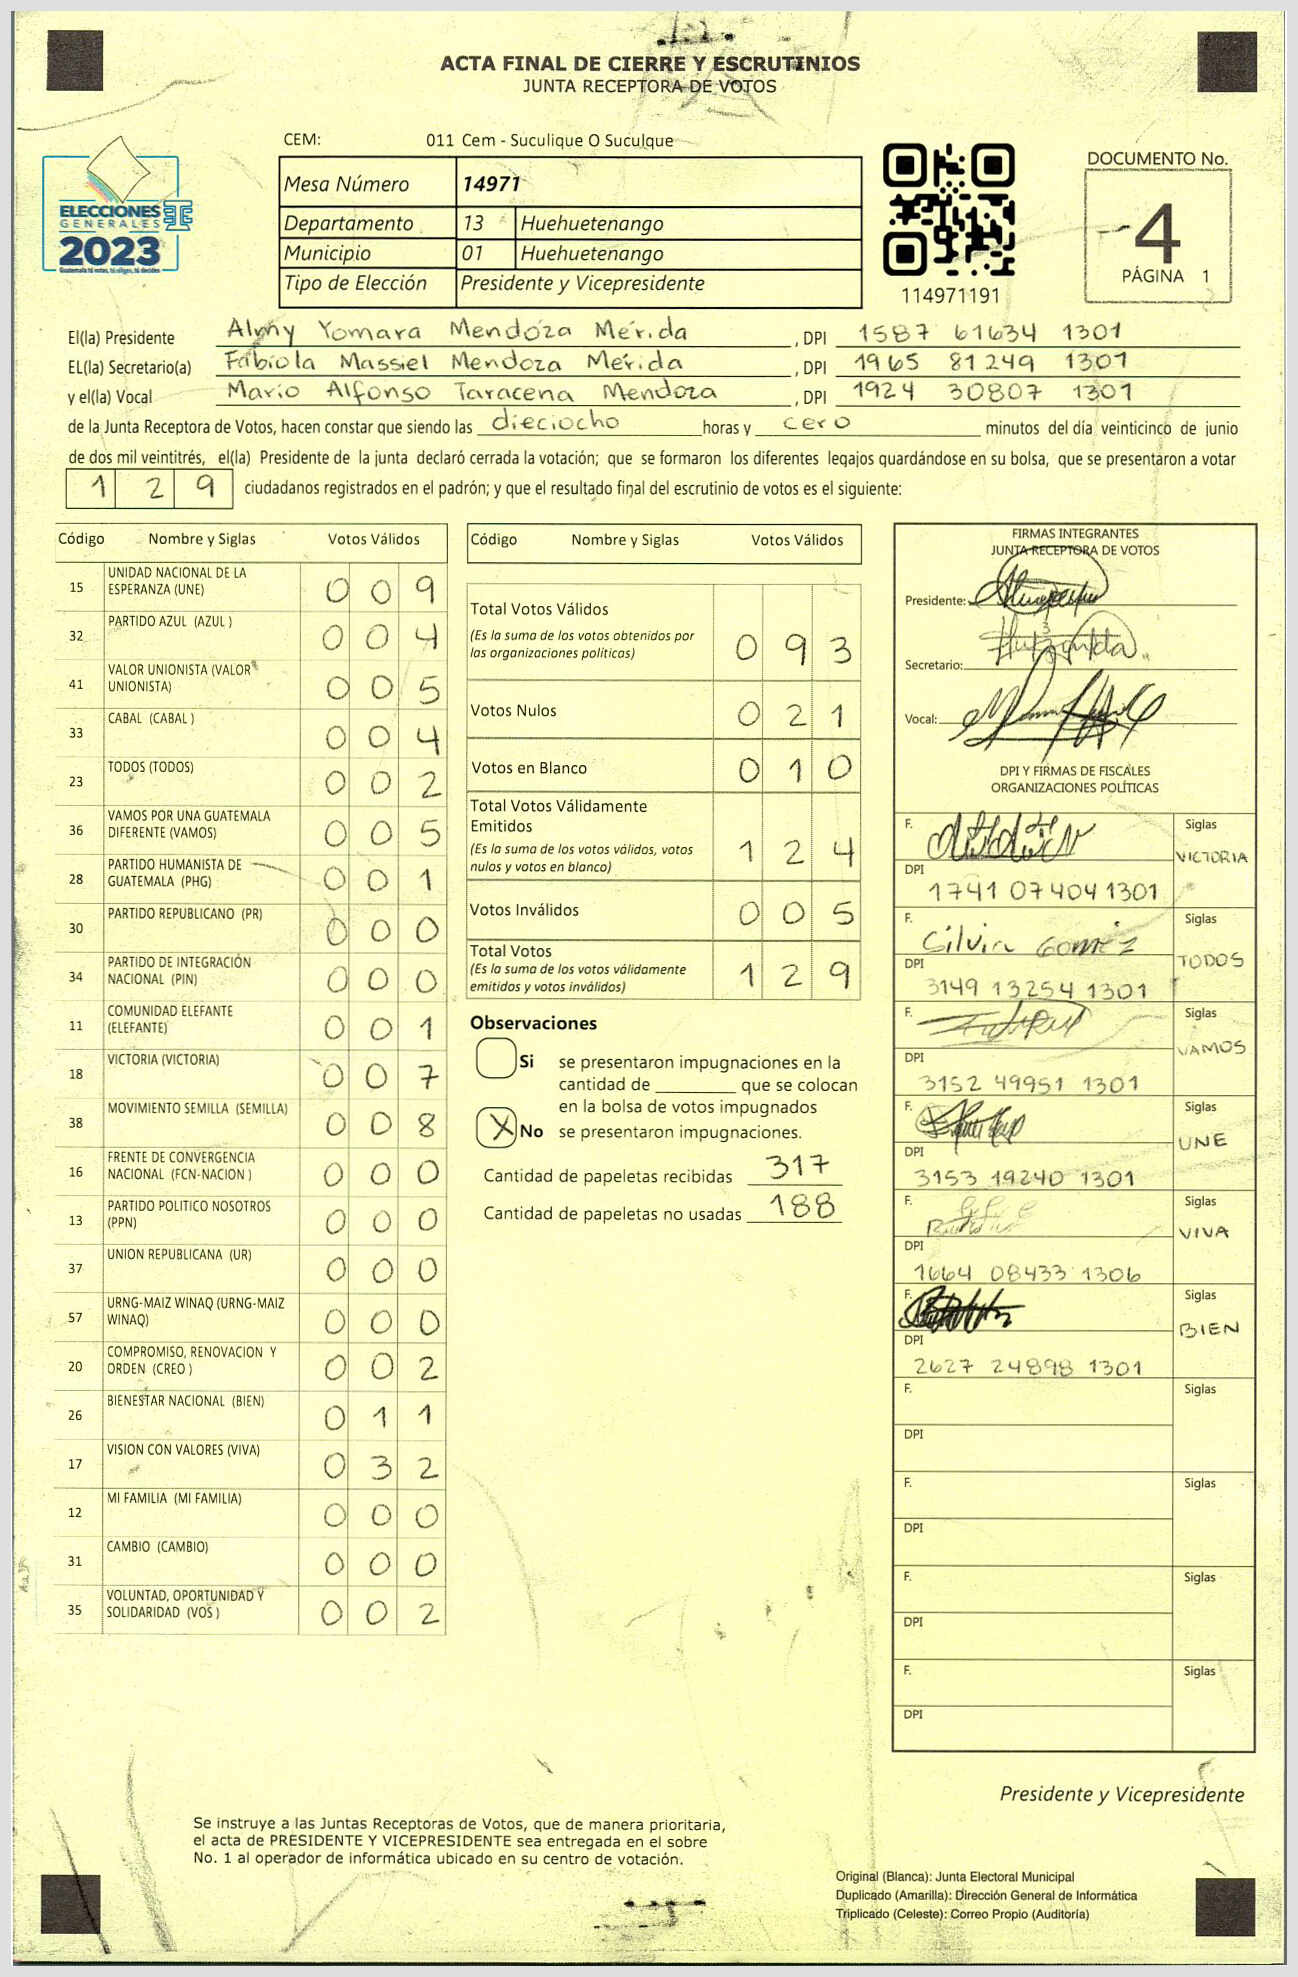 ACTA FINAL DE CIERRE Y ESCRUTINIOS
JUNTA RECEPTORA DE VOTOS
CEM: 011 Cem - Suculique O Suculque
Mesa Número 14971
Departamento 13 Huehuetenango
Municipio 01 Huehuetenango
Tipo de Elección Presidente y Vicepresidente
ELECCIONES
GENERALES
2023
Guatemala tú votas, tú eliges, tú decides
114971191
DOCUMENTO No.
4
PÁGINA 1
El(la) Presidente Almy Yomara Mendoza Mérida , DPI 1587 61634 1301
EL(la) Secretario(a) Fabiola Massiel Mendoza Mérida , DPI 1965 81249 1301
y el(la) Vocal Mario Alfonso Taracena Mendoza , DPI 1924 30807 1301
de la Junta Receptora de Votos, hacen constar que siendo las dieciocho horas y cero minutos del día veinticinco de junio
de dos mil veintitrés, el(la) Presidente de la junta declaró cerrada la votación; que se formaron los diferentes legajos quardándose en su bolsa, que se presentaron a votar
1 2 9 ciudadanos registrados en el padrón; y que el resultado final del escrutinio de votos es el siguiente:
Código Nombre y Siglas Votos Válidos
15 UNIDAD NACIONAL DE LA
ESPERANZA (UNE) 0 0 9
32 PARTIDO AZUL (AZUL ) 0 0 4
41 VALOR UNIONISTA (VALOR
UNIONISTA) 0 0 5
33 CABAL (CABAL ) 0 0 4
23 TODOS (TODOS) 0 0 2
36 VAMOS POR UNA GUATEMALA
DIFERENTE (VAMOS) 0 0 5
28 PARTIDO HUMANISTA DE
GUATEMALA (PHG) 0 0 1
30 PARTIDO REPUBLICANO (PR) 0 0 0
34 PARTIDO DE INTEGRACIÓN
NACIONAL (PIN) 0 0 0
11 COMUNIDAD ELEFANTE
(ELEFANTE) 0 0 1
18 VICTORIA (VICTORIA) 0 0 7
38 MOVIMIENTO SEMILLA (SEMILLA) 0 0 8
16 FRENTE DE CONVERGENCIA
NACIONAL (FCN-NACION ) 0 0 0
13 PARTIDO POLITICO NOSOTROS
(PPN) 0 0 0
37 UNION REPUBLICANA (UR) 0 0 0
57 URNG-MAIZ WINAQ (URNG-MAIZ
WINAQ) 0 0 0
20 COMPROMISO, RENOVACION Y
ORDEN (CREO ) 0 0 2
26 BIENESTAR NACIONAL (BIEN) 0 1 1
17 VISION CON VALORES (VIVA) 0 3 2
12 MI FAMILIA (MI FAMILIA) 0 0 0
31 CAMBIO (CAMBIO) 0 0 0
35 VOLUNTAD, OPORTUNIDAD Y
SOLIDARIDAD (VOS ) 0 0 2
Código Nombre y Siglas Votos Válidos
Total Votos Válidos
(Es la suma de los votos obtenidos por
las organizaciones políticas) 0 9 3
Votos Nulos 0 2 1
Votos en Blanco 0 1 0
Total Votos Válidamente
Emitidos
(Es la suma de los votos válidos, votos
nulos y votos en blanco) 1 2 4
Votos Inválidos 0 0 5
Total Votos
(Es la suma de los votos válidamente
emitidos y votos inválidos) 1 2 9
Observaciones
Si se presentaron impugnaciones en la
cantidad de ________ que se colocan
en la bolsa de votos impugnados
X No se presentaron impugnaciones.
Cantidad de papeletas recibidas 317
Cantidad de papeletas no usadas 188
FIRMAS INTEGRANTES
JUNTA RECEPTORA DE VOTOS
Presidente:
Secretario:
Vocal:
DPI Y FIRMAS DE FISCALES
ORGANIZACIONES POLÍTICAS
F. Siglas
VICTORIA
DPI
1741 07404 1301
F. Silvia Gomez Siglas
TODOS
DPI
3149 13254 1301
F. Siglas
VAMOS
DPI
3152 49951 1301
F. Siglas
UNE
DPI
3153 19240 1301
F. Siglas
VIVA
DPI
1664 08433 1306
F. Siglas
BIEN
DPI
2627 24898 1301
F. Siglas
DPI
F. Siglas
DPI
F. Siglas
DPI
F. Siglas
DPI
Presidente y Vicepresidente
Se instruye a las Juntas Receptoras de Votos, que de manera prioritaria,
el acta de PRESIDENTE Y VICEPRESIDENTE sea entregada en el sobre
No. 1 al operador de informática ubicado en su centro de votación.
Original (Blanca): Junta Electoral Municipal
Duplicado (Amarilla): Dirección General de Informática
Triplicado (Celeste): Correo Propio (Auditoría)